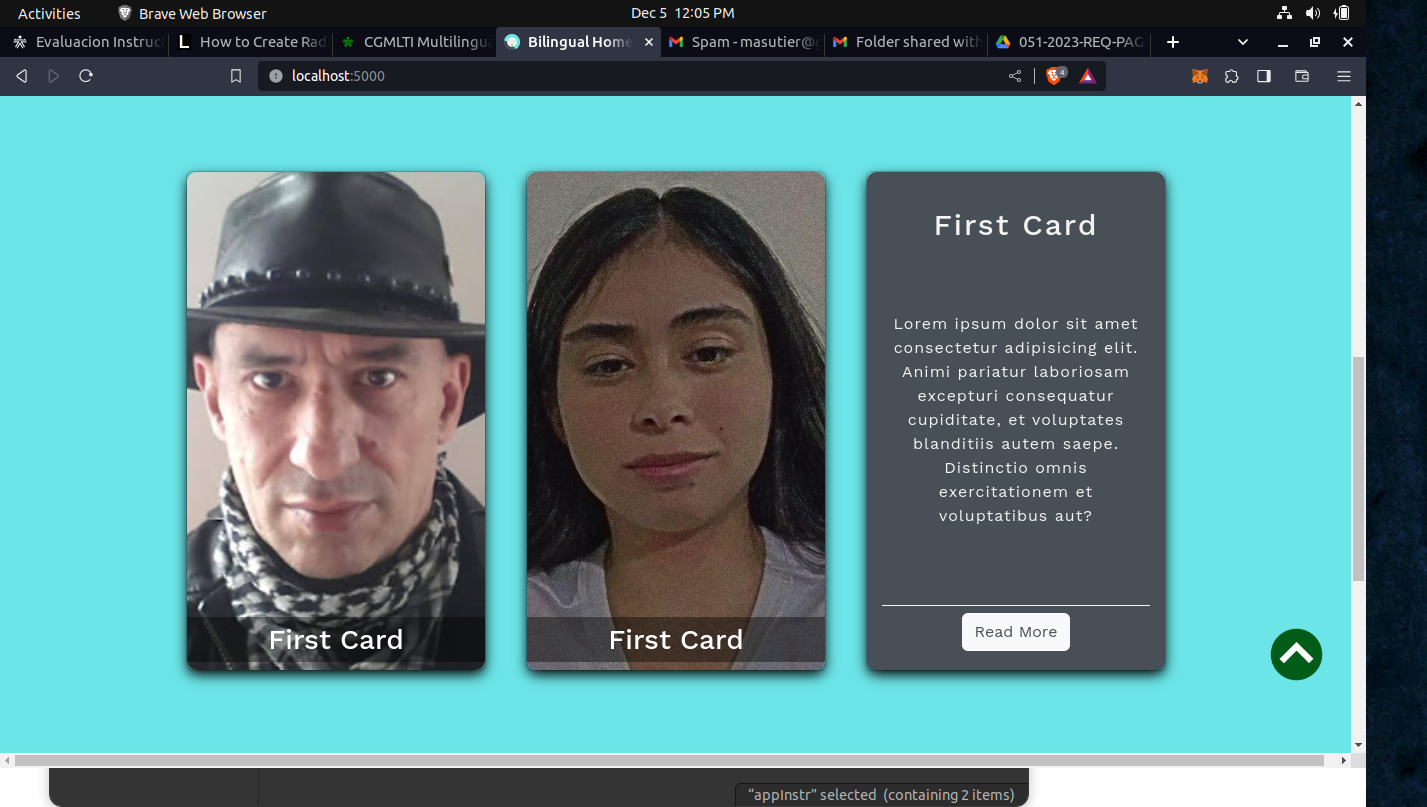 Activities
Brave Web Browser
Dec 5 12:05 PM
Evaluacion Instruc
How to Create Rad
CGMLTI Multilingua
Bilingual Home
Spam - masutier@g
Folder shared with
051-2023-REQ-PAG
localhost:5000
4
First Card
First Card
First Card
Lorem ipsum dolor sit amet
consectetur adipisicing elit.
Animi pariatur laboriosam
excepturi consequatur
cupiditate, et voluptates
blanditiis autem saepe.
Distinctio omnis
exercitationem et
voluptatibus aut?
Read More
“appInstr” selected (containing 2 items)